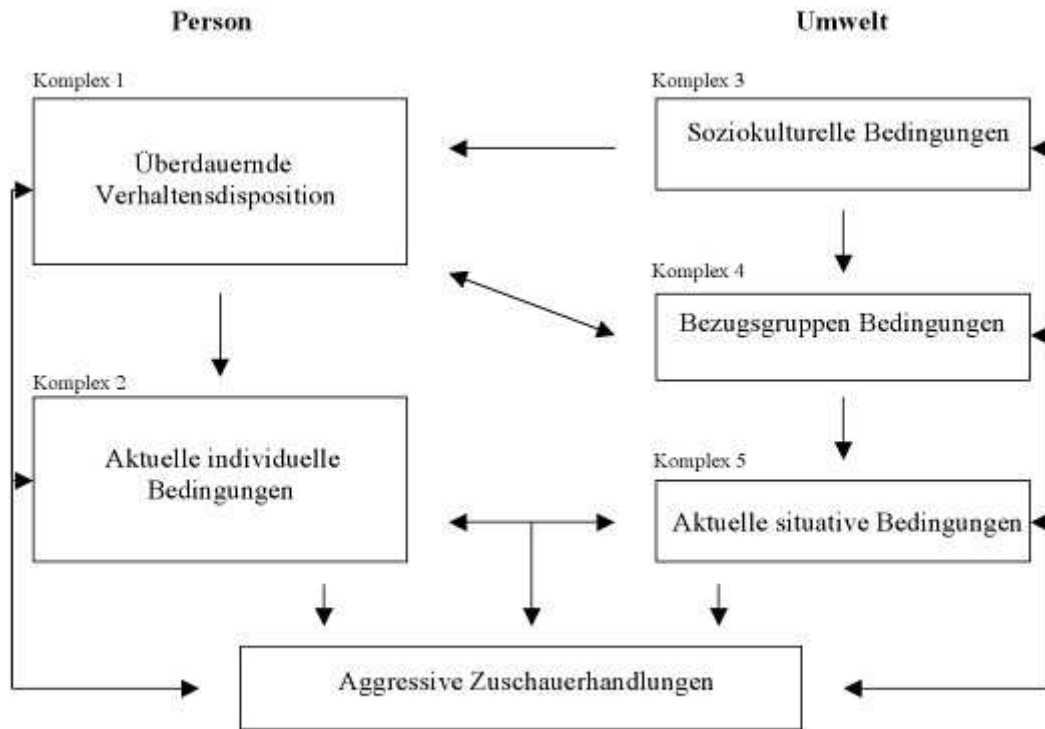 Person
Umwelt
Komplex 1
Überdauernde
Verhaltensdisposition
Komplex 3
Soziokulturelle Bedingungen
Komplex 4
Bezugsgruppen Bedingungen
Komplex 2
Aktuelle individuelle
Bedingungen
Komplex 5
Aktuelle situative Bedingungen
Aggressive Zuschauerhandlungen